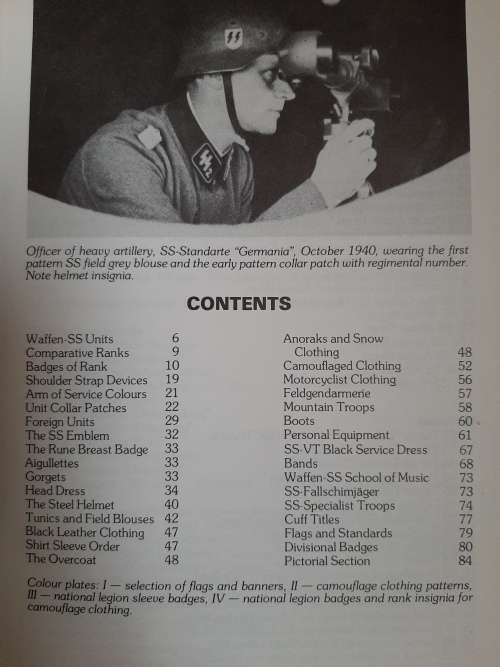 Officer of heavy artillery, SS-Standarte "Germania", October 1940, wearing the first
pattern SS field grey blouse and the early pattern collar patch with regimental number.
Note helmet insignia.
CONTENTS
Waffen-SS Units 6
Comparative Ranks 9
Badges of Rank 10
Shoulder Strap Devices 19
Arm of Service Colours 21
Unit Collar Patches 22
Foreign Units 29
The SS Emblem 32
The Rune Breast Badge 33
Aigullettes 33
Gorgets 33
Head Dress 34
The Steel Helmet 40
Tunics and Field Blouses 42
Black Leather Clothing 47
Shirt Sleeve Order 47
The Overcoat 48
Anoraks and Snow
Clothing 48
Camouflaged Clothing 52
Motorcyclist Clothing 56
Feldgendarmerie 57
Mountain Troops 58
Boots 60
Personal Equipment 61
SS-VT Black Service Dress 67
Bands 68
Waffen-SS School of Music 73
SS-Fallschirmjäger 73
SS-Specialist Troops 74
Cuff Titles 77
Flags and Standards 79
Divisional Badges 80
Pictorial Section 84
Colour plates: I — selection of flags and banners, II — camouflage clothing patterns,
III — national legion sleeve badges, IV — national legion badges and rank insignia for
camouflage clothing.